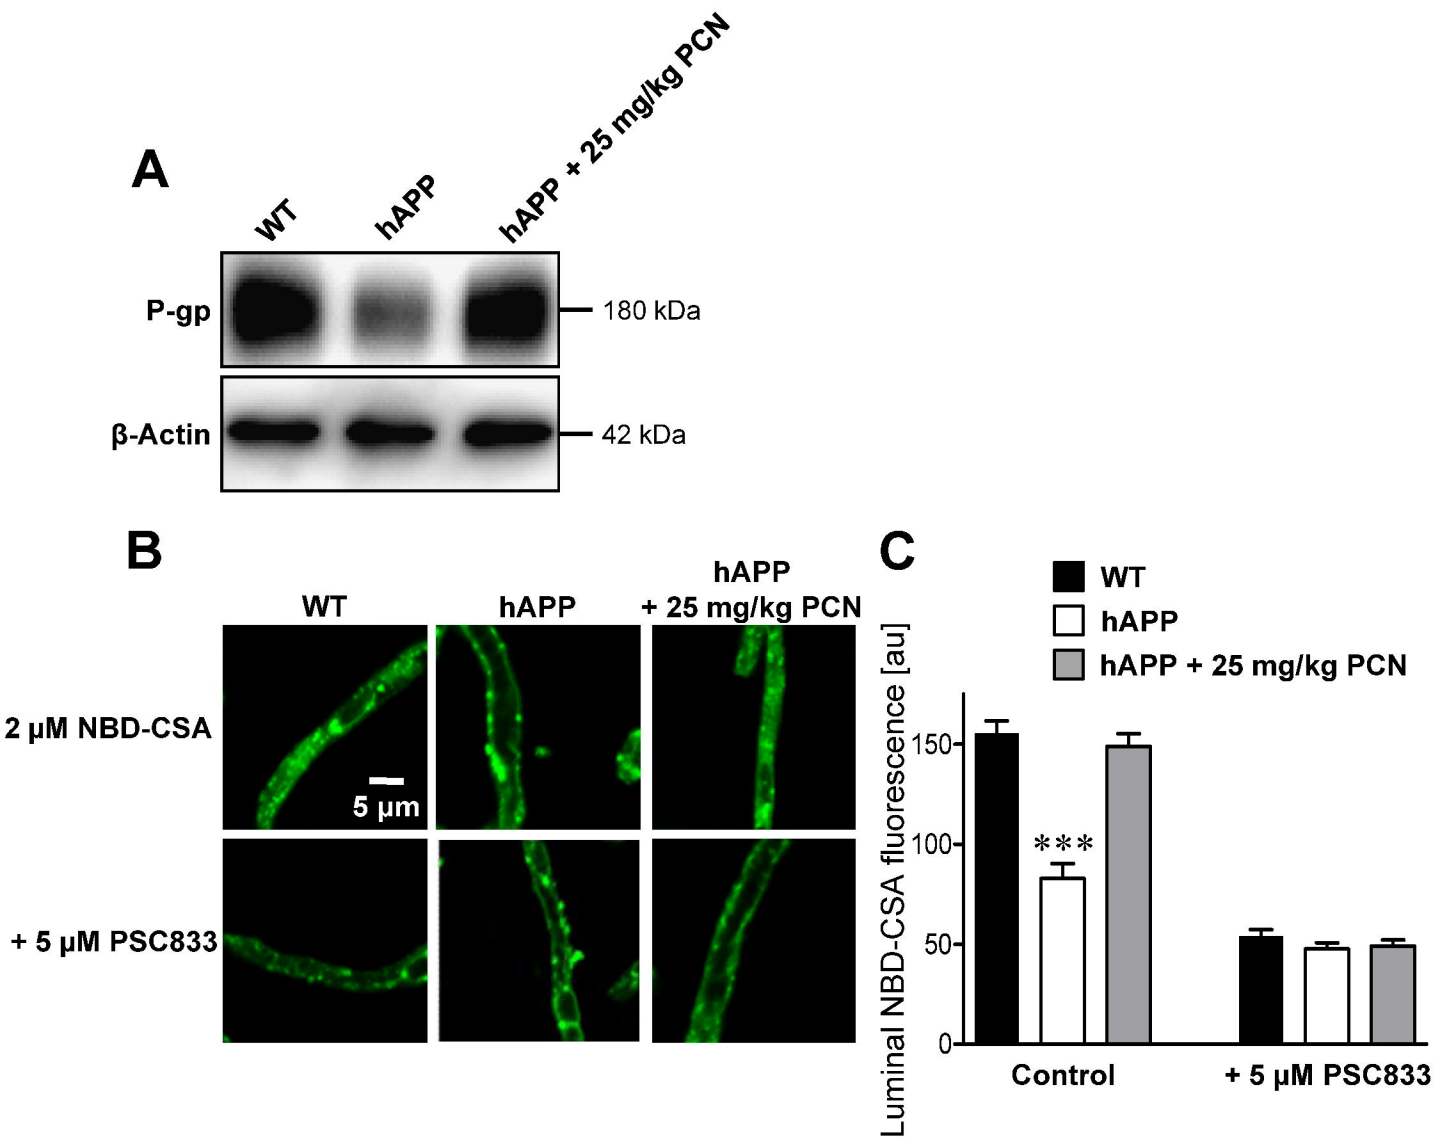 A
WT
hAPP
hAPP + 25 mg/kg PCN
P-gp
180 kDa
β-Actin
42 kDa
B
WT
hAPP
hAPP
+ 25 mg/kg PCN
2 µM NBD-CSA
5 µm
+ 5 µM PSC833
C
WT
hAPP
hAPP + 25 mg/kg PCN
Luminal NBD-CSA fluorescence [au]
150
100
50
0
***
Control
+ 5 µM PSC833